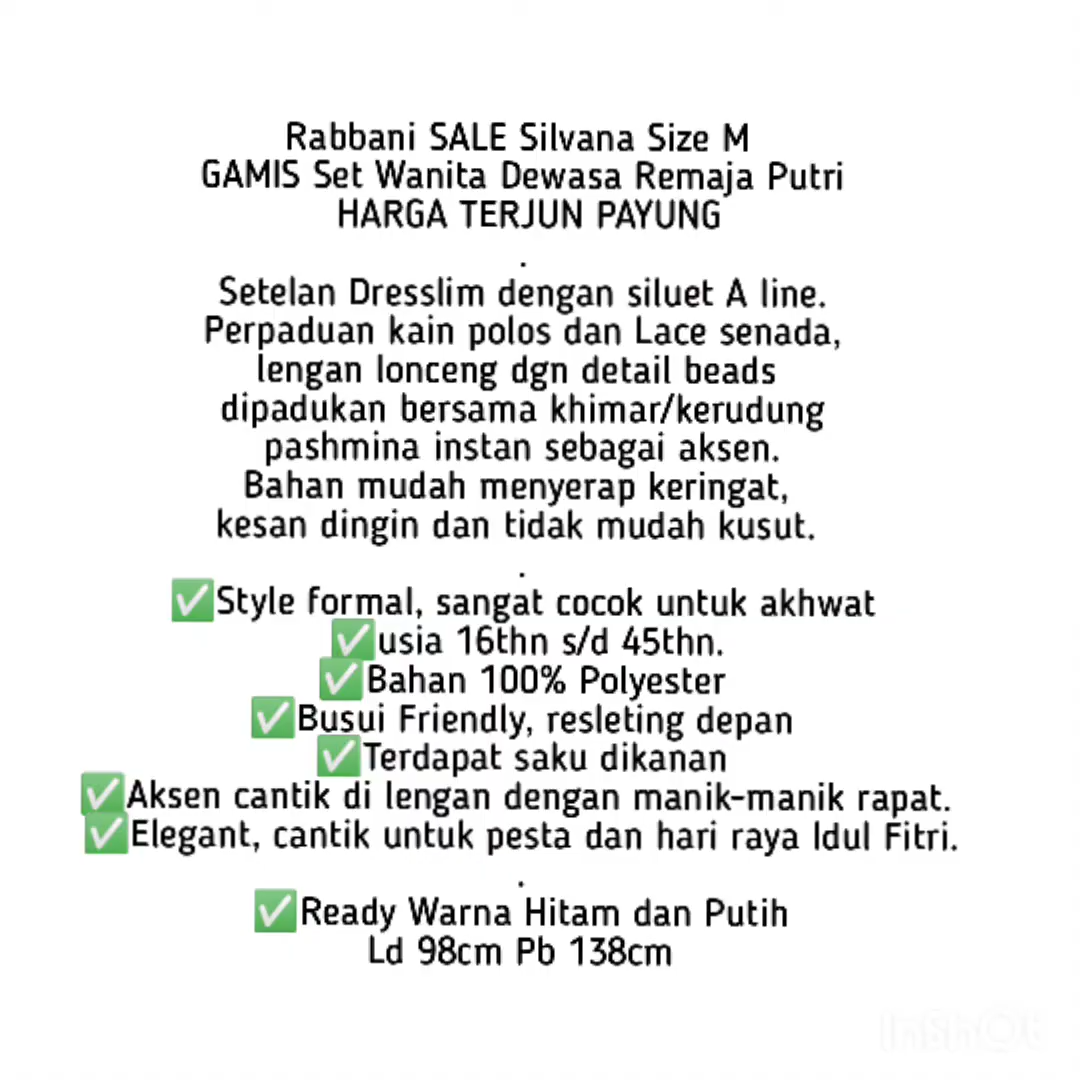 Rabbani SALE Silvana Size M
GAMIS Set Wanita Dewasa Remaja Putri
HARGA TERJUN PAYUNG
.
Setelan Dresslim dengan siluet A line.
Perpaduan kain polos dan Lace senada,
lengan lonceng dgn detail beads
dipadukan bersama khimar/kerudung
pashmina instan sebagai aksen.
Bahan mudah menyerap keringat,
kesan dingin dan tidak mudah kusut.
.
✅Style formal, sangat cocok untuk akhwat
✅usia 16thn s/d 45thn.
✅Bahan 100% Polyester
✅Busui Friendly, resleting depan
✅Terdapat saku dikanan
✅Aksen cantik di lengan dengan manik-manik rapat.
✅Elegant, cantik untuk pesta dan hari raya Idul Fitri.
.
✅Ready Warna Hitam dan Putih
Ld 98cm Pb 138cm
InShOt